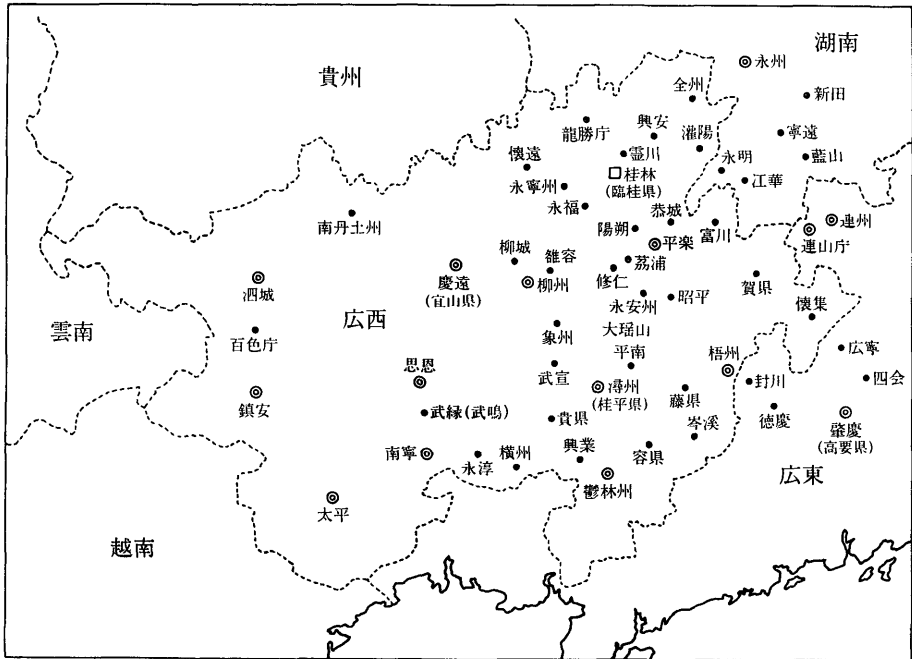 湖南
貴州
永州
全州
新田
龍勝庁
興安
灌陽
寧遠
懐遠
霊川
永明
藍山
桂林
(臨桂県)
江華
永寧州
永福
恭城
南丹土州
陽朔
富川
連州
平楽
連山庁
柳城
雒容
荔浦
慶遠
(宜山県)
柳州
修仁
賀県
泗城
永安州
昭平
懐集
雲南
広西
百色庁
象州
大瑶山
広寧
平南
梧州
思恩
武宣
封川
四会
鎮安
潯州
(桂平県)
藤県
徳慶
武縁(武鳴)
貴県
岑溪
肇慶
(高要県)
南寧
永淳
横州
興業
容県
広東
鬱林州
太平
越南